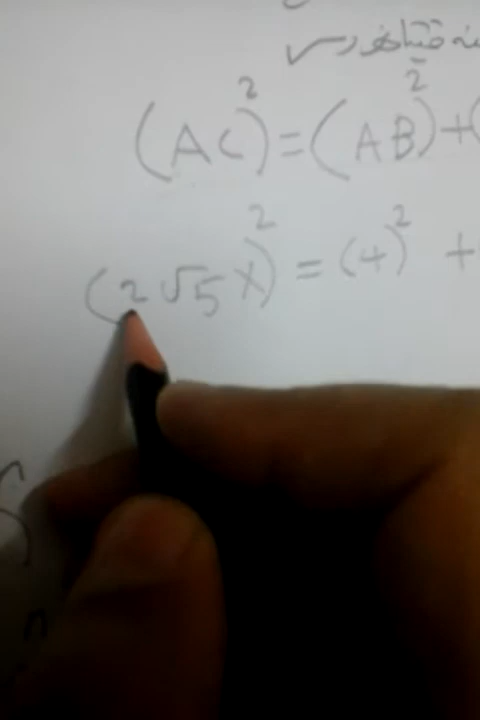 (AC)² = (AB)² + (
(2√5 X)² = (4)² +